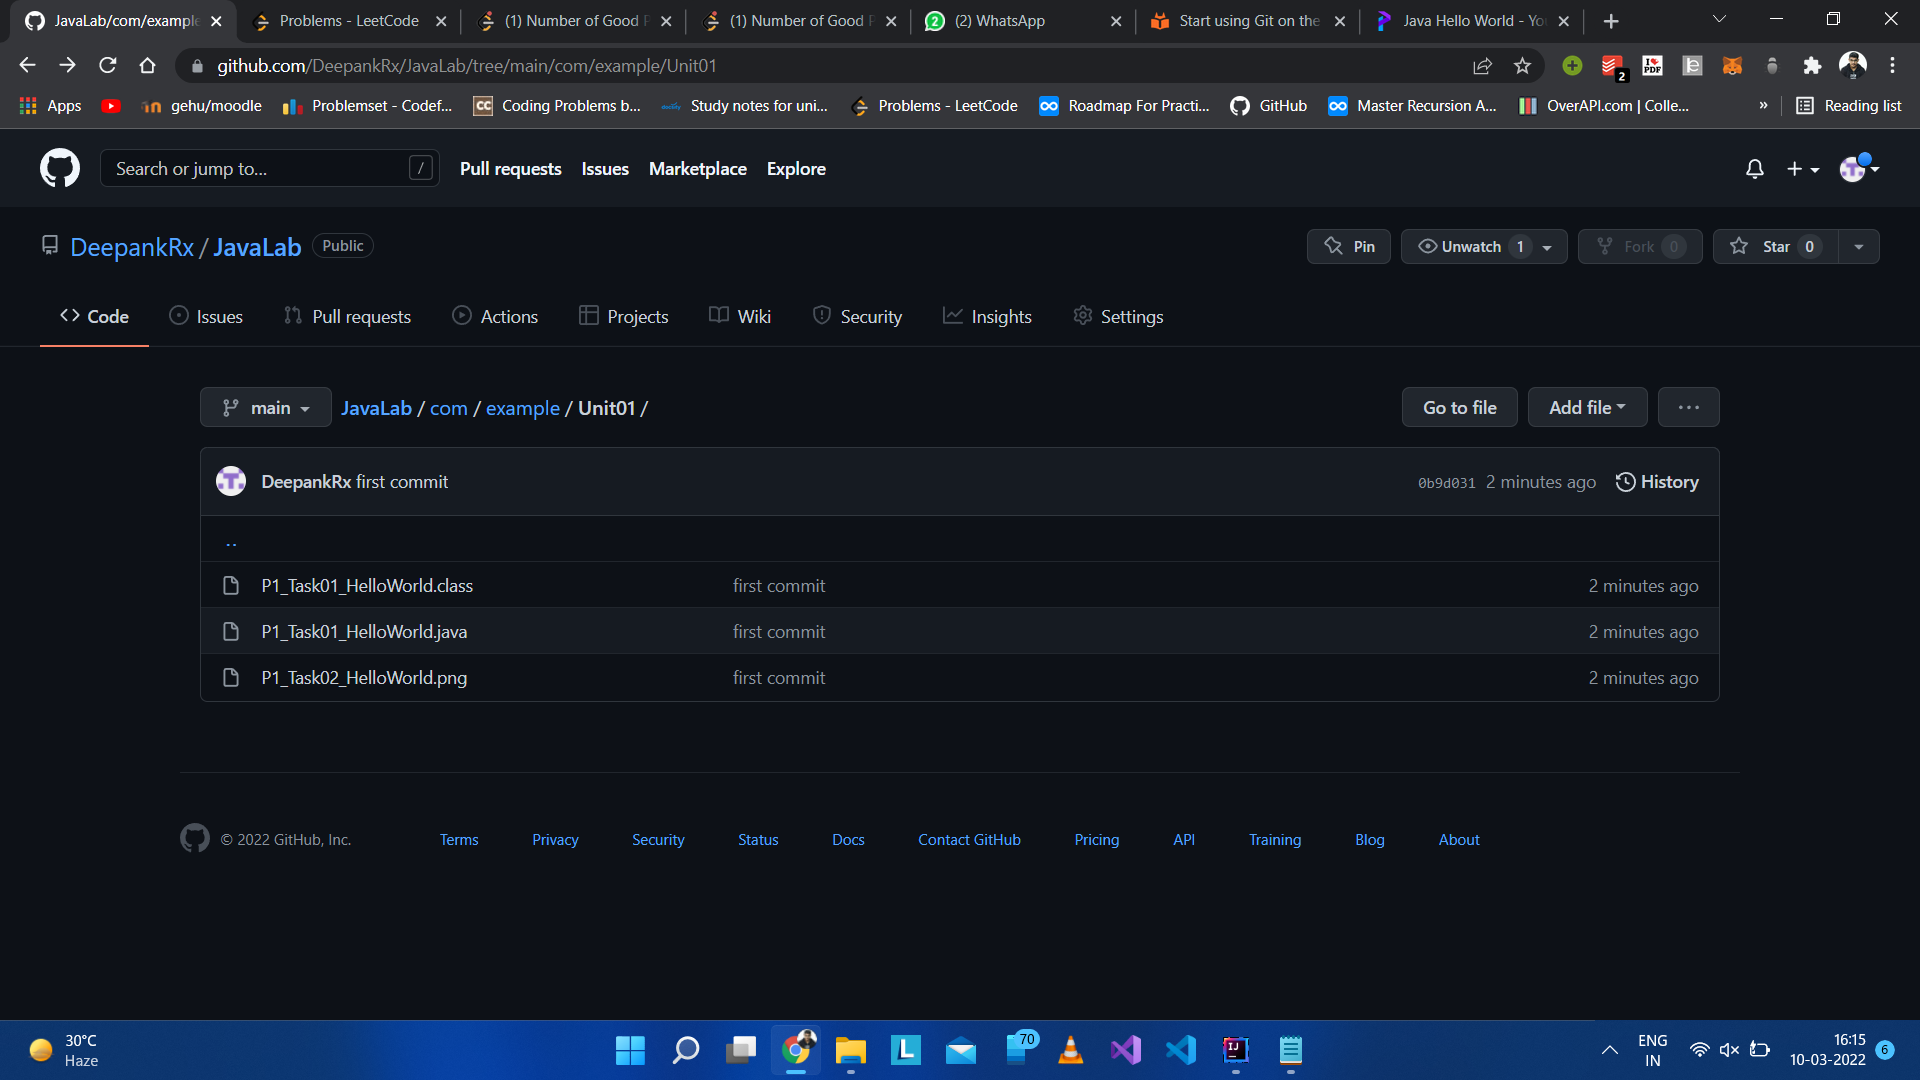 JavaLab/com/example
Problems - LeetCode
(1) Number of Good P
(1) Number of Good P
(2) WhatsApp
Start using Git on the
Java Hello World - You
github.com/DeepankRx/JavaLab/tree/main/com/example/Unit01
2
Apps
gehu/moodle
Problemset - Codef...
Coding Problems b...
Study notes for uni...
Problems - LeetCode
Roadmap For Practi...
GitHub
Master Recursion A...
OverAPI.com | Colle...
»
Reading list
Search or jump to...
/
Pull requests
Issues
Marketplace
Explore
DeepankRx / JavaLab
Public
Pin
Unwatch 1
Fork 0
Star 0
Code
Issues
Pull requests
Actions
Projects
Wiki
Security
Insights
Settings
main
JavaLab / com / example / Unit01 /
Go to file
Add file
...
DeepankRx first commit
0b9d031 2 minutes ago
History
..
P1_Task01_HelloWorld.class first commit 2 minutes ago
P1_Task01_HelloWorld.java first commit 2 minutes ago
P1_Task02_HelloWorld.png first commit 2 minutes ago
© 2022 GitHub, Inc.
Terms
Privacy
Security
Status
Docs
Contact GitHub
Pricing
API
Training
Blog
About
30°C
Haze
L
70
IJ
ENG
IN
16:15
10-03-2022
6